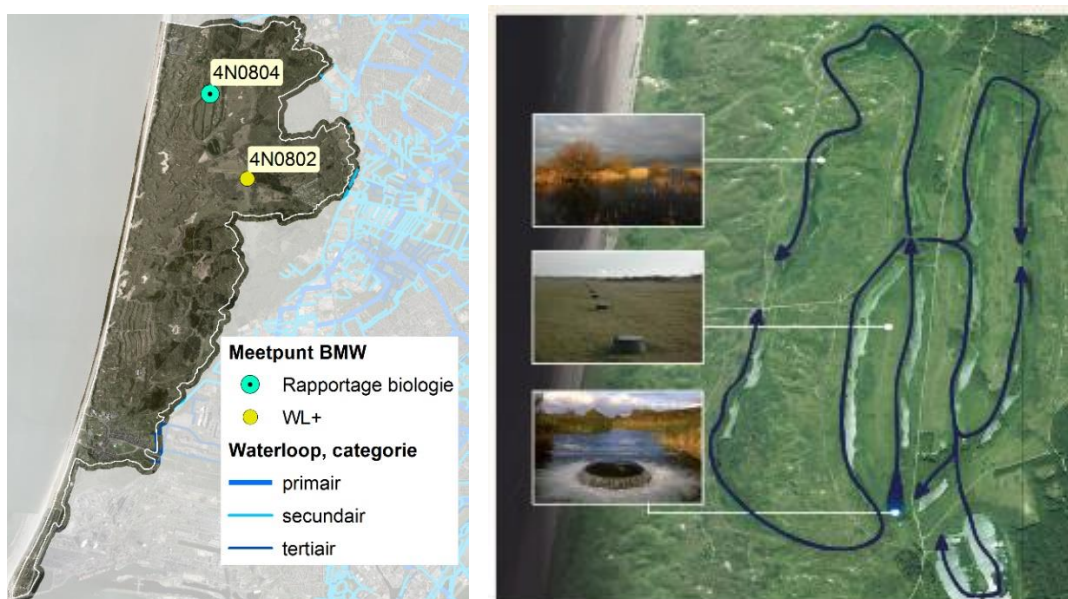 4N0804
4N0802
Meetpunt BMW
Rapportage biologie
WL+
Waterloop, categorie
primair
secundair
tertiair